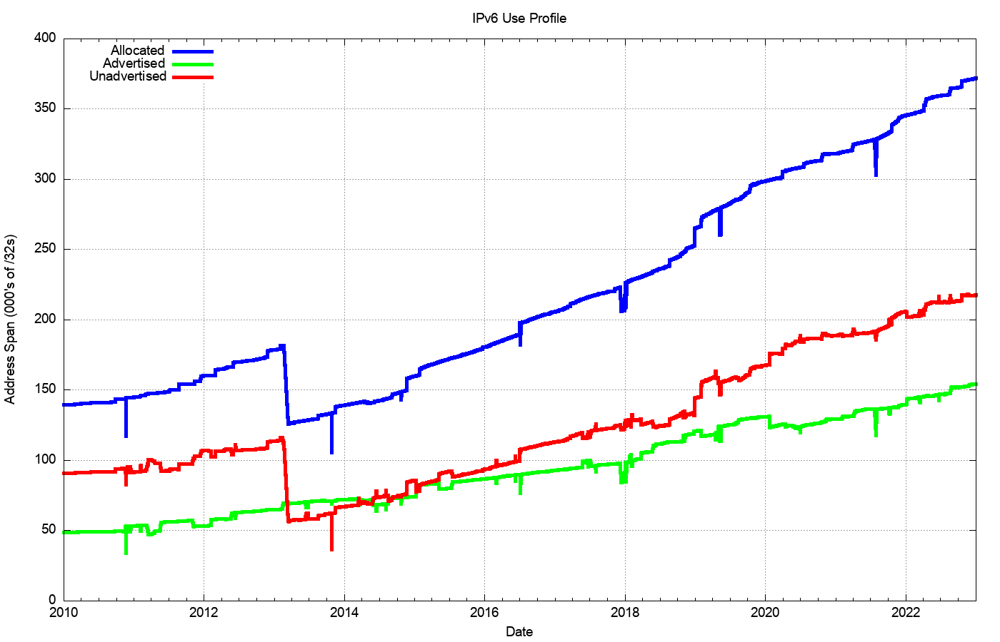 IPv6 Use Profile
400
350
300
250
200
150
100
50
0
Allocated
Advertised
Unadvertised
Address Span (000's of /32s)
2010 2012 2014 2016 2018 2020 2022
Date